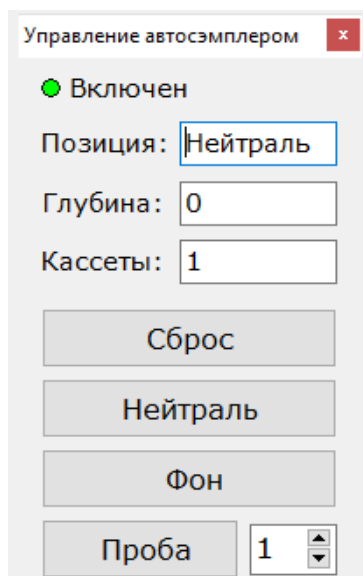 Управление автосэмплером x
Включен
Позиция: Нейтраль
Глубина: 0
Кассеты: 1
Сброс
Нейтраль
Фон
Проба 1